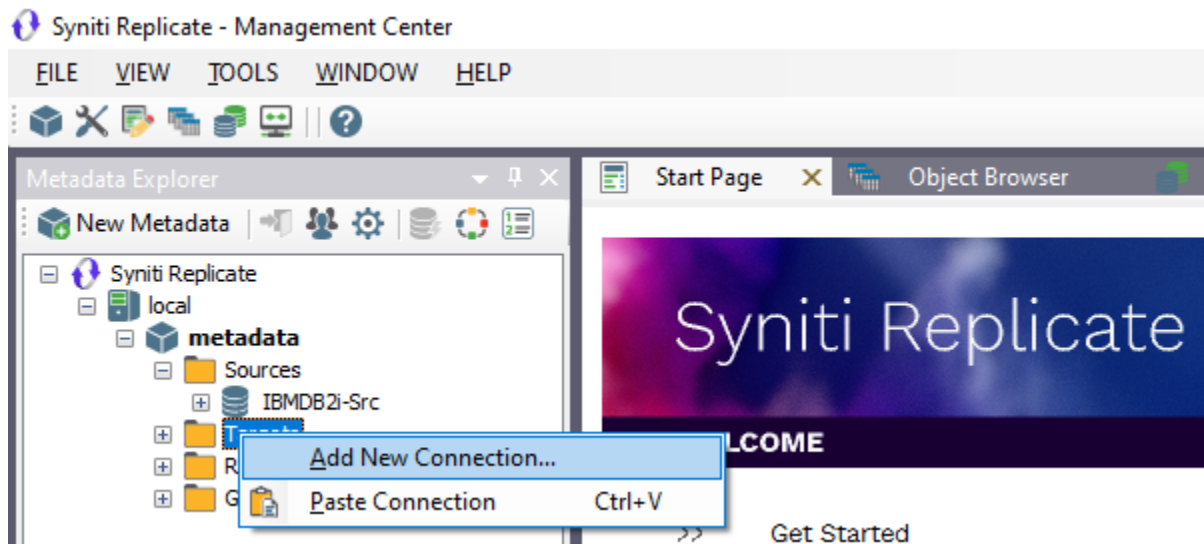 Syniti Replicate - Management Center
FILE VIEW TOOLS WINDOW HELP
Metadata Explorer
Start Page
Object Browser
New Metadata
Syniti Replicate
local
metadata
Sources
IBMDB2i-Src
R
G
Add New Connection...
Paste Connection Ctrl+V
Syniti Replicate
LCOME
>> Get Started